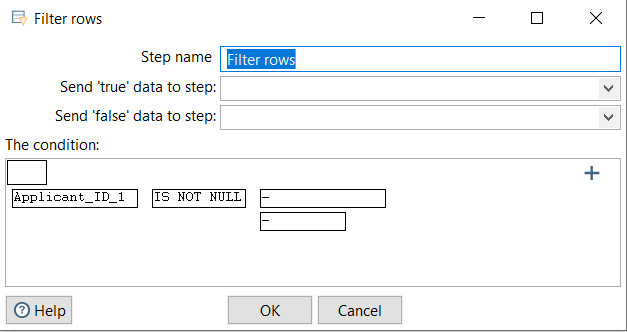 Filter rows
Step name Filter rows
Send 'true' data to step:
Send 'false' data to step:
The condition:
Applicant_ID_1 IS NOT NULL -
-
Help OK Cancel